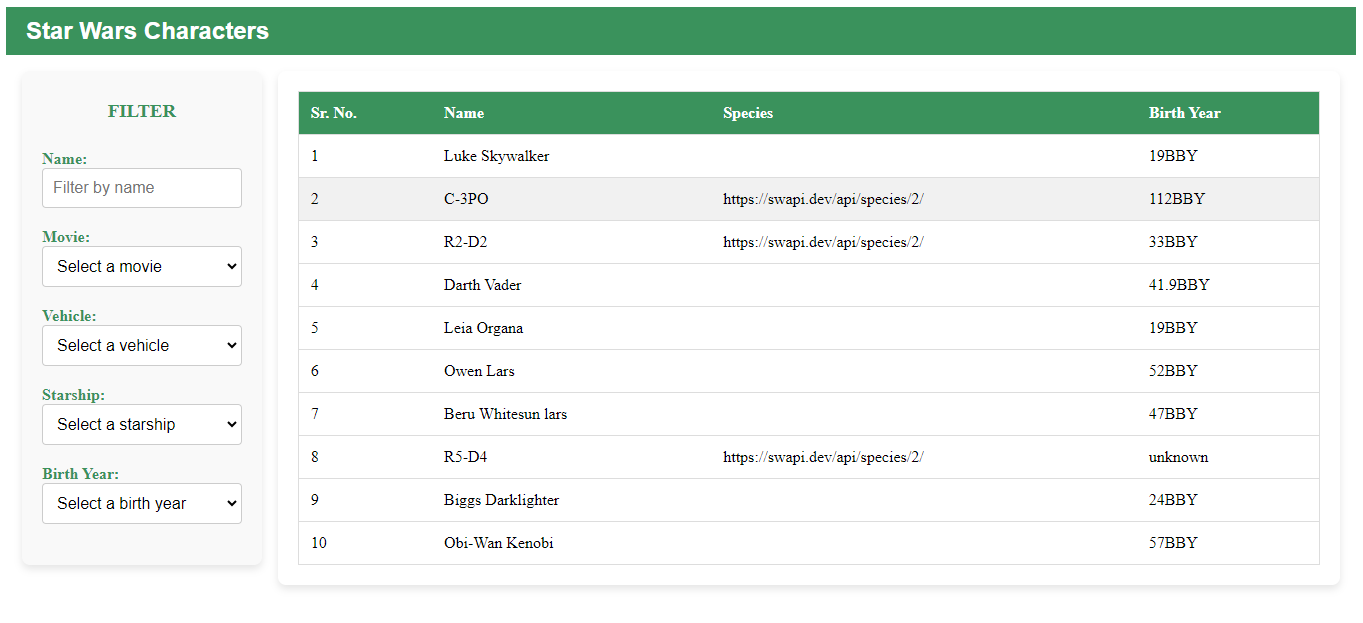 Star Wars Characters
FILTER
Name:
Filter by name
Movie:
Select a movie
Vehicle:
Select a vehicle
Starship:
Select a starship
Birth Year:
Select a birth year
Sr. No. Name Species Birth Year
1 Luke Skywalker 19BBY
2 C-3PO https://swapi.dev/api/species/2/ 112BBY
3 R2-D2 https://swapi.dev/api/species/2/ 33BBY
4 Darth Vader 41.9BBY
5 Leia Organa 19BBY
6 Owen Lars 52BBY
7 Beru Whitesun lars 47BBY
8 R5-D4 https://swapi.dev/api/species/2/ unknown
9 Biggs Darklighter 24BBY
10 Obi-Wan Kenobi 57BBY